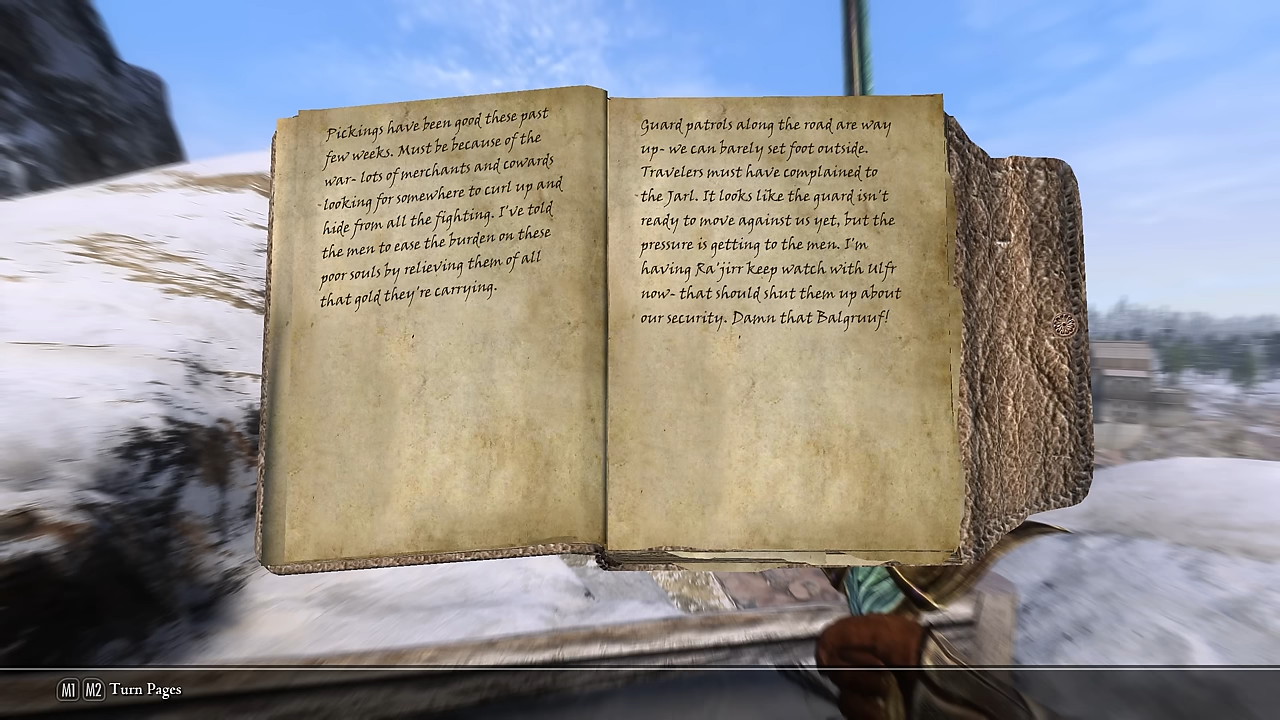 Pickings have been good these past
few weeks. Must be because of the
war- lots of merchants and cowards
looking for somewhere to curl up and
hide from all the fighting. I've told
the men to ease the burden on these
poor souls by relieving them of all
that gold they're carrying.
Guard patrols along the road are way
up- we can barely set foot outside.
Travelers must have complained to
the Jarl. It looks like the guard isn't
ready to move against us yet, but the
pressure is getting to the men. I'm
having Ra'jirr keep watch with Ulfr
now- that should shut them up about
our security. Damn that Balgruuf!
M1 M2 Turn Pages